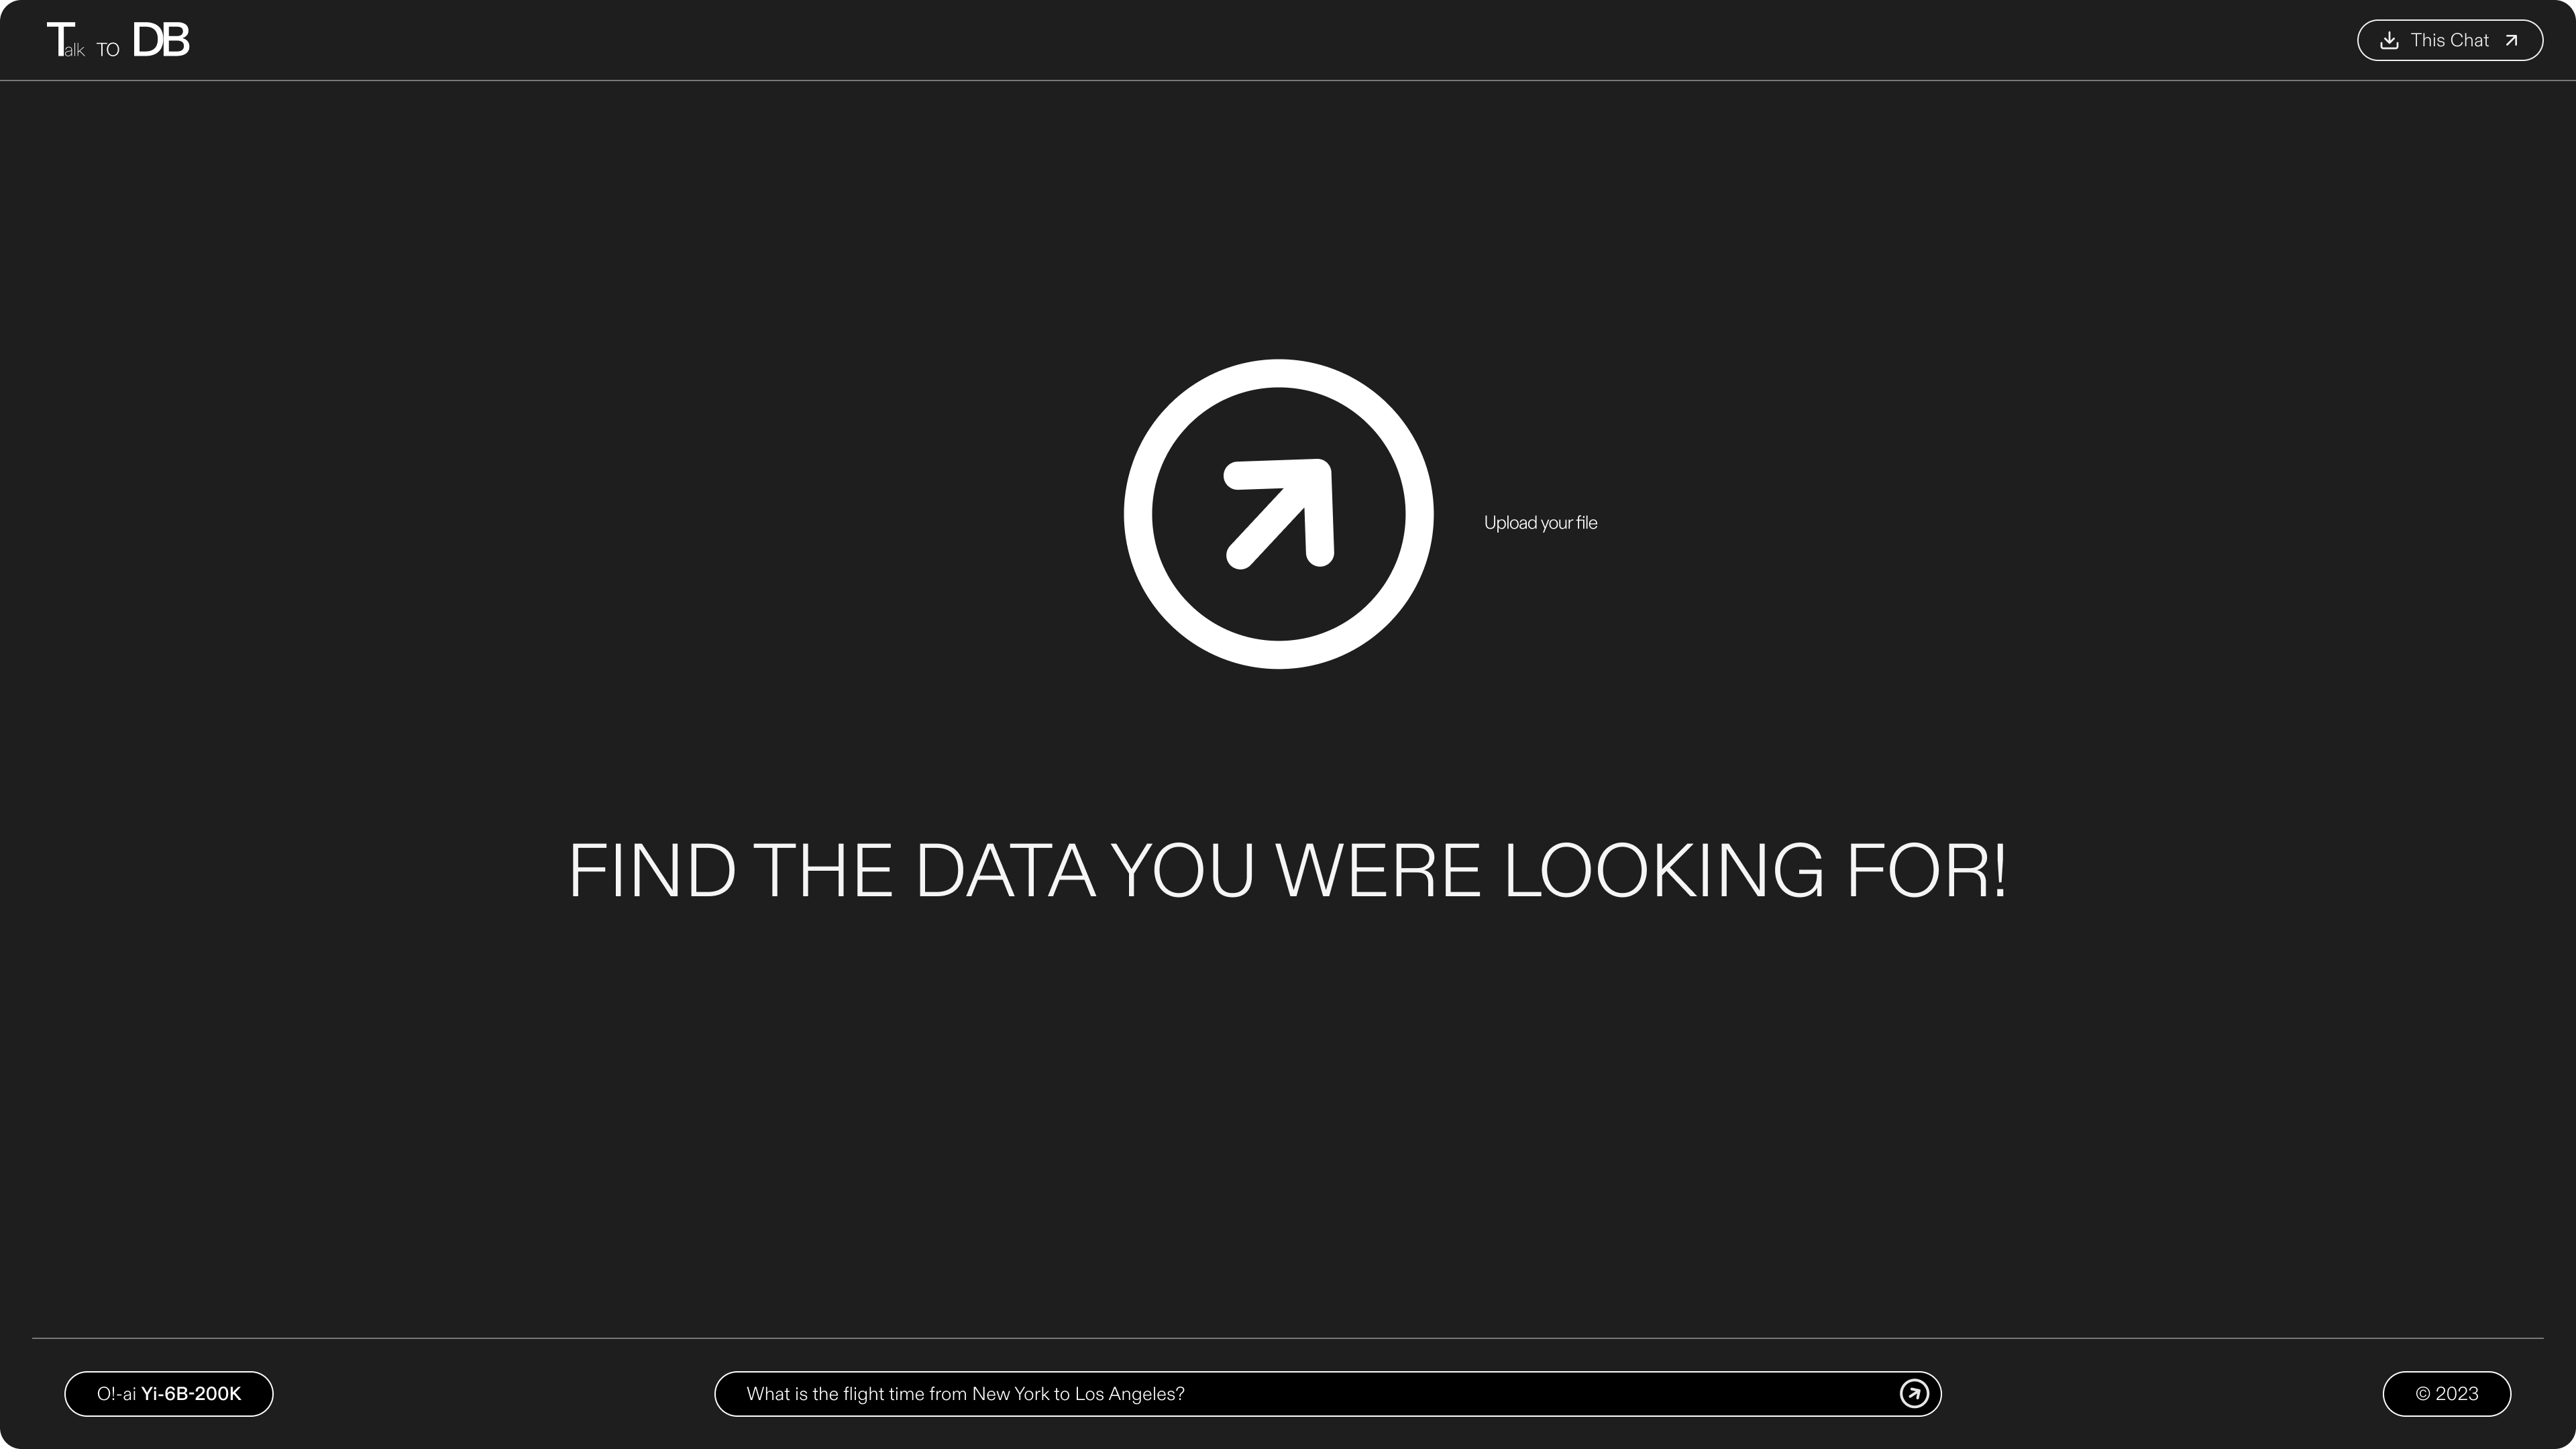 Talk TO DB
This Chat
Upload your file
FIND THE DATA YOU WERE LOOKING FOR!
O!-ai Yi-6B-200K
What is the flight time from New York to Los Angeles?
© 2023